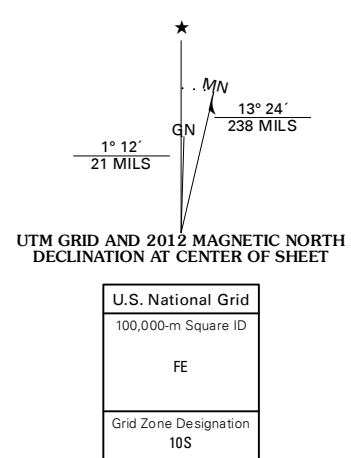 ★
MN
GN
13° 24´
238 MILS
1° 12´
21 MILS
UTM GRID AND 2012 MAGNETIC NORTH
DECLINATION AT CENTER OF SHEET
U.S. National Grid
100,000-m Square ID
FE
Grid Zone Designation
10S